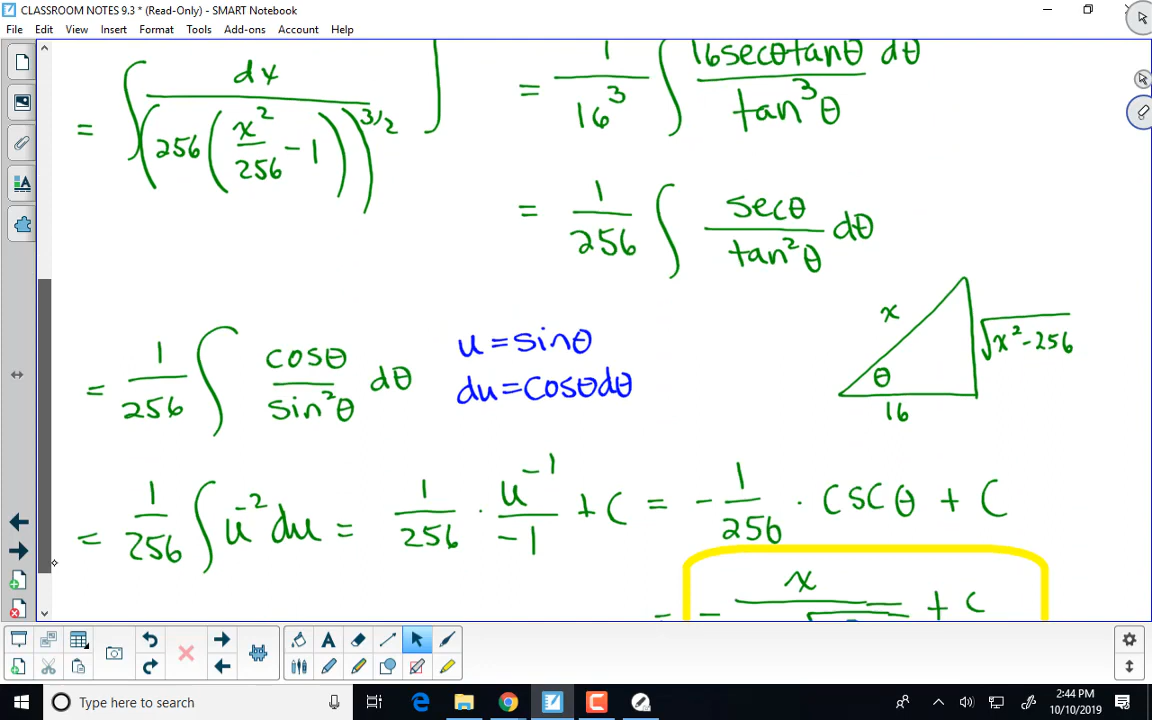 CLASSROOM NOTES 9.3 * (Read-Only) - SMART Notebook
File Edit View Insert Format Tools Add-ons Account Help
= ∫ dx / (256(x²/256 - 1))^3/2 ]
= 1/16³ ∫ 16secθtanθ dθ / tan³θ
= 1/256 ∫ secθ/tan²θ dθ
x
√x²-256
θ
16
= 1/256 ∫ cosθ/sin²θ dθ
u = sinθ
du = cosθdθ
= 1/256 ∫ u⁻² du = 1/256 · u⁻¹/-1 + C = - 1/256 · cscθ + C
= - x/√ + C
A
Type here to search
2:44 PM
10/10/2019